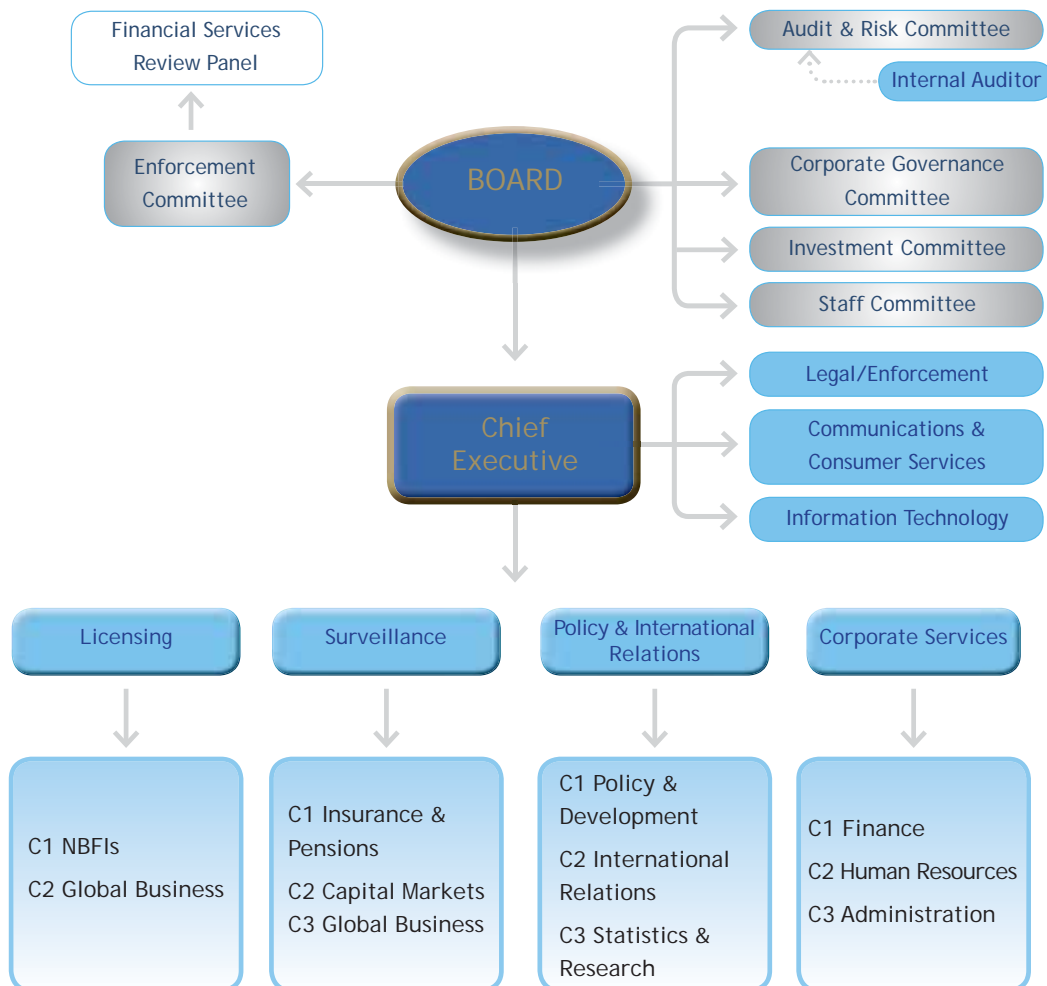 Financial Services
Review Panel
Audit & Risk Committee
Internal Auditor
Enforcement
Committee
BOARD
Corporate Governance
Committee
Investment Committee
Staff Committee
Chief
Executive
Legal/Enforcement
Communications &
Consumer Services
Information Technology
Licensing
Surveillance
Policy & International
Relations
Corporate Services
C1 NBFIs
C2 Global Business
C1 Insurance &
Pensions
C2 Capital Markets
C3 Global Business
C1 Policy &
Development
C2 International
Relations
C3 Statistics &
Research
C1 Finance
C2 Human Resources
C3 Administration